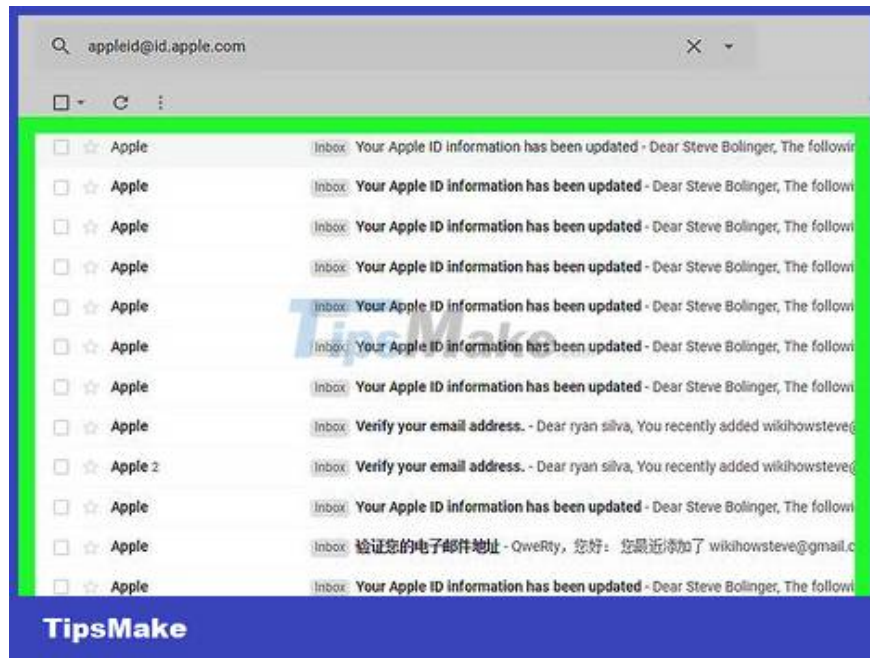 appleid@id.apple.com
Apple Inbox Your Apple ID information has been updated - Dear Steve Bolinger, The followin
Apple Inbox Your Apple ID information has been updated - Dear Steve Bolinger, The followi
Apple Inbox Your Apple ID information has been updated - Dear Steve Bolinger, The followi
Apple Inbox Your Apple ID information has been updated - Dear Steve Bolinger, The followi
Apple Inbox Your Apple ID information has been updated - Dear Steve Bolinger, The followi
TipsMake
Apple Inbox Your Apple ID information has been updated - Dear Steve Bolinger, The followi
Apple Inbox Your Apple ID information has been updated - Dear Steve Bolinger, The followi
Apple Inbox Verify your email address. - Dear ryan silva, You recently added wikihowsteve@
Apple 2 Inbox Verify your email address. - Dear ryan silva, You recently added wikihowsteve@
Apple Inbox Your Apple ID information has been updated - Dear Steve Bolinger, The followi
Apple Inbox 验证您的电子邮件地址 - QweRty，您好： 您最近添加了 wikihowsteve@gmail.c
Apple Inbox Your Apple ID information has been updated - Dear Steve Bolinger, The followi
TipsMake